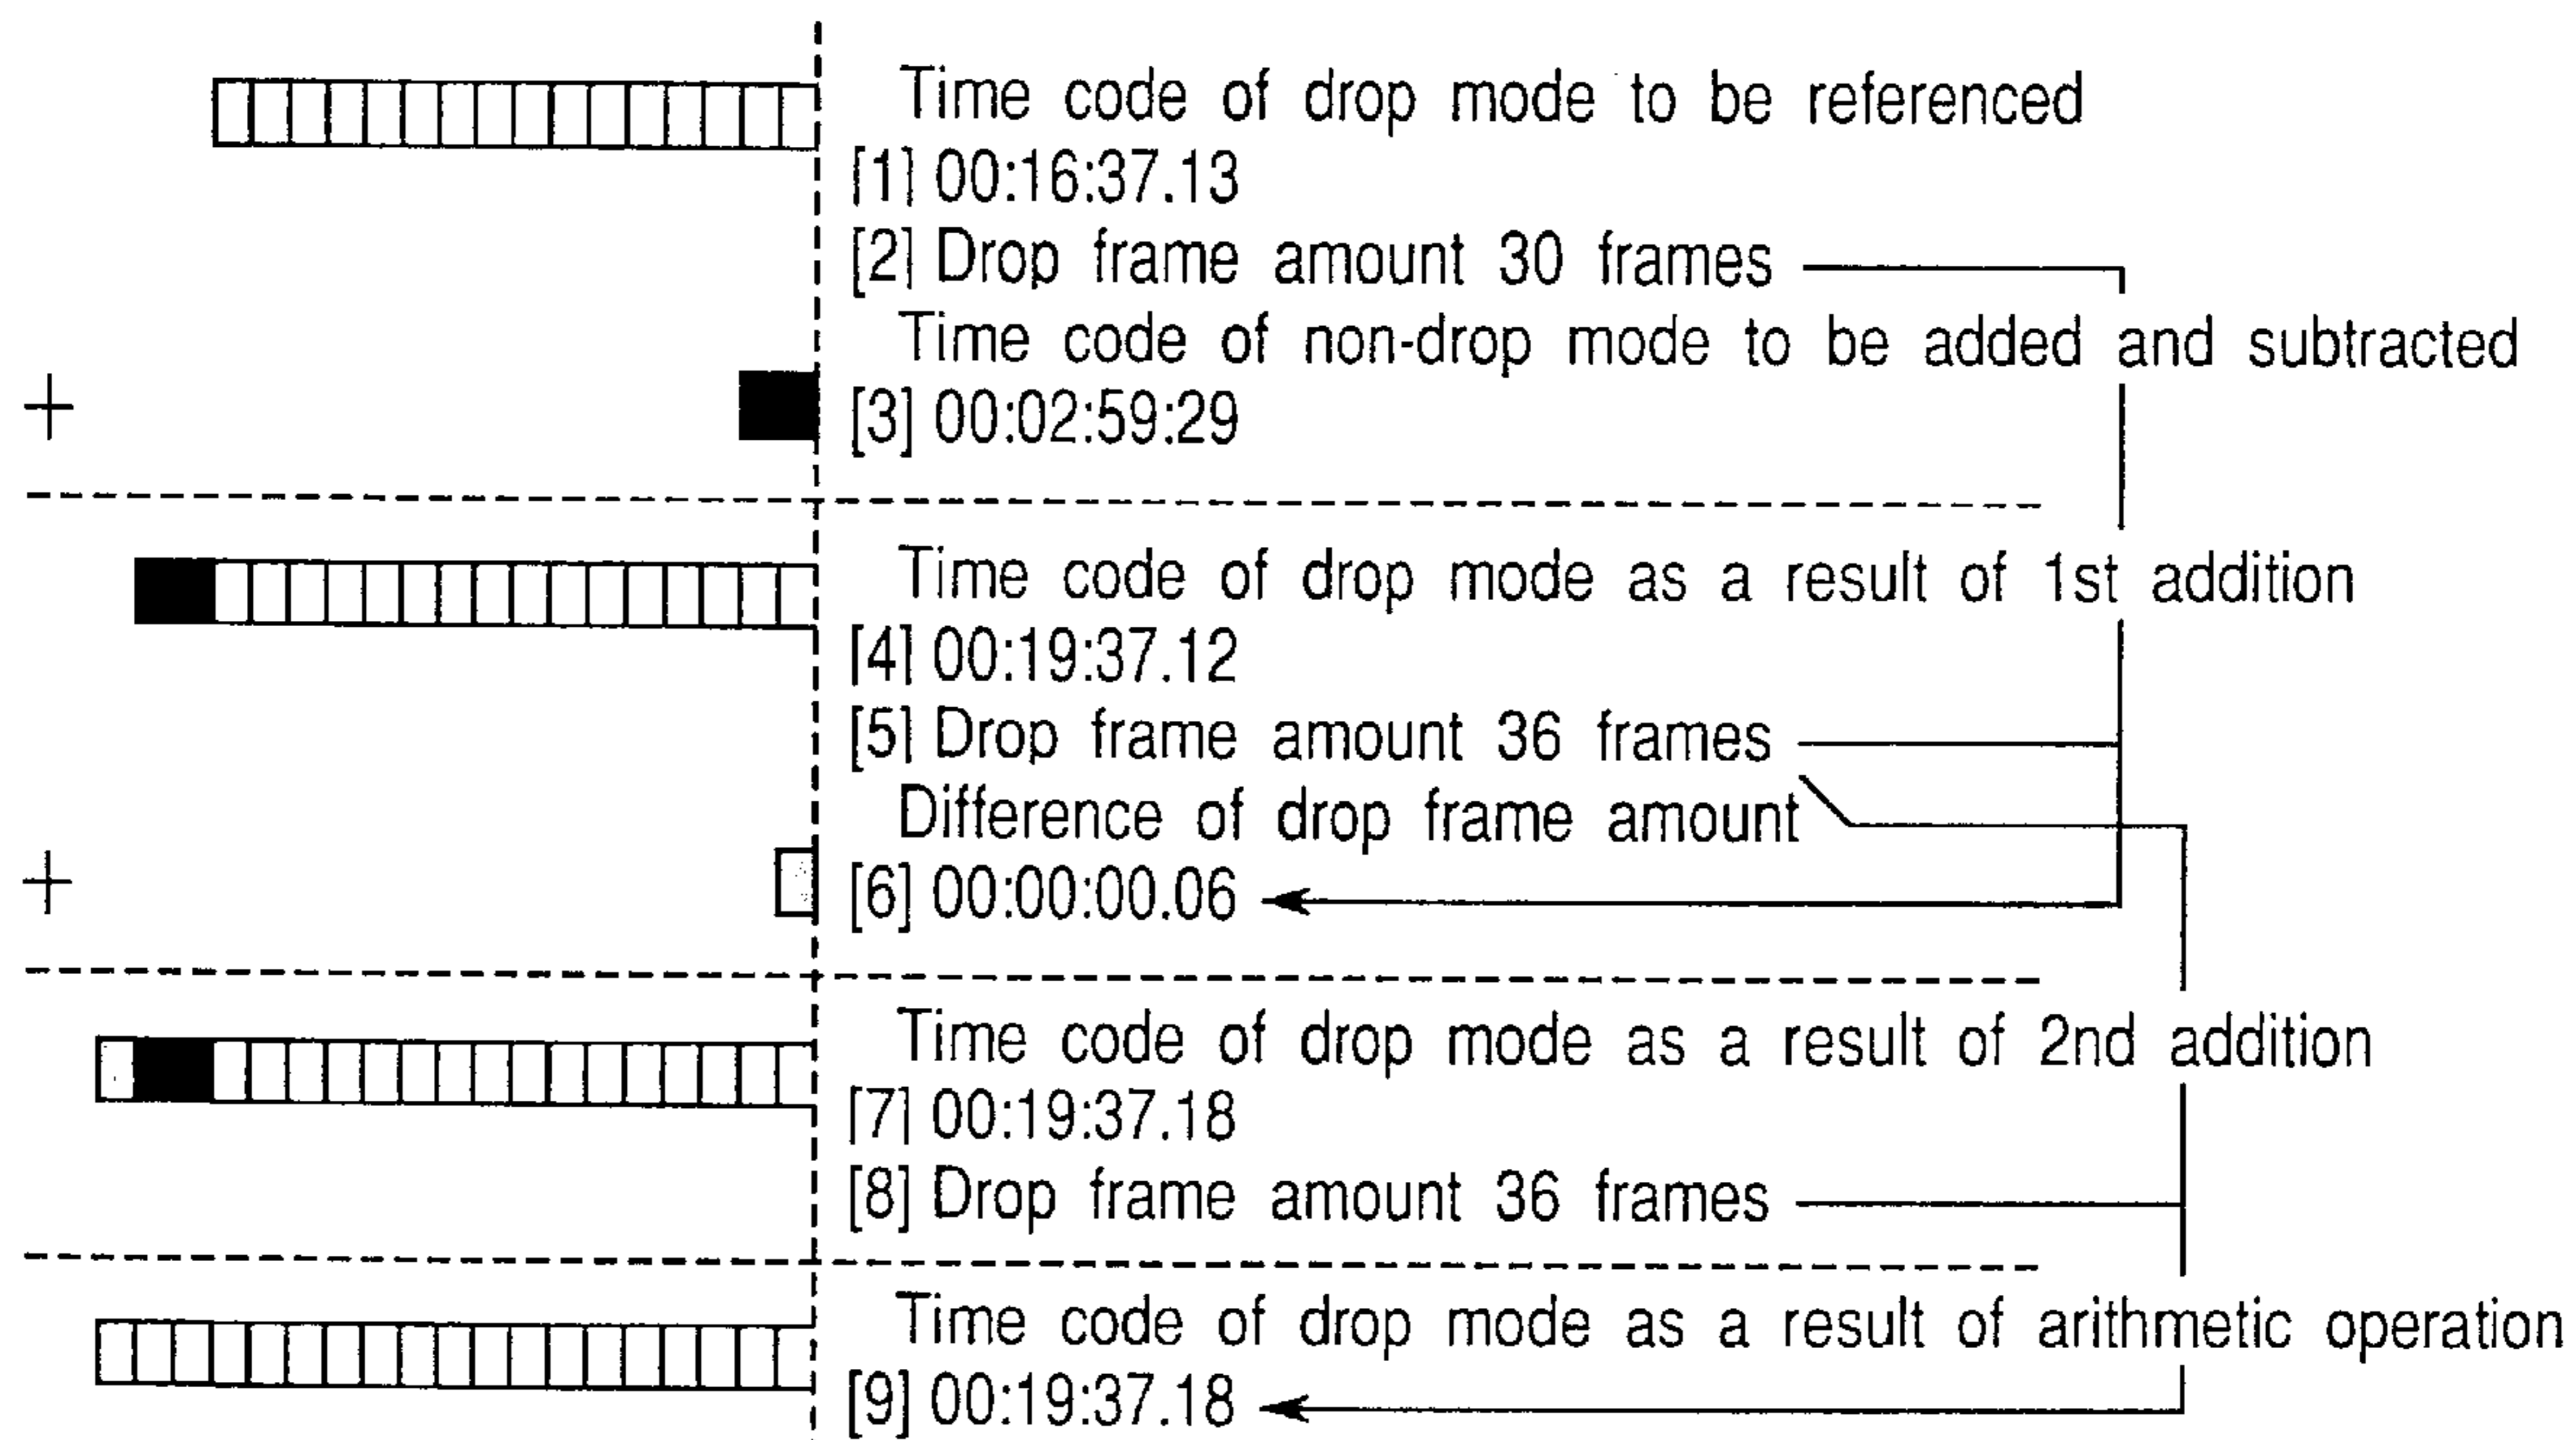 Time code of drop mode to be referenced
[1] 00:16:37.13
[2] Drop frame amount 30 frames
Time code of non-drop mode to be added and subtracted
+
[3] 00:02:59:29
Time code of drop mode as a result of 1st addition
[4] 00:19:37.12
[5] Drop frame amount 36 frames
Difference of drop frame amount
+
[6] 00:00:00.06
Time code of drop mode as a result of 2nd addition
[7] 00:19:37.18
[8] Drop frame amount 36 frames
Time code of drop mode as a result of arithmetic operation
[9] 00:19:37.18